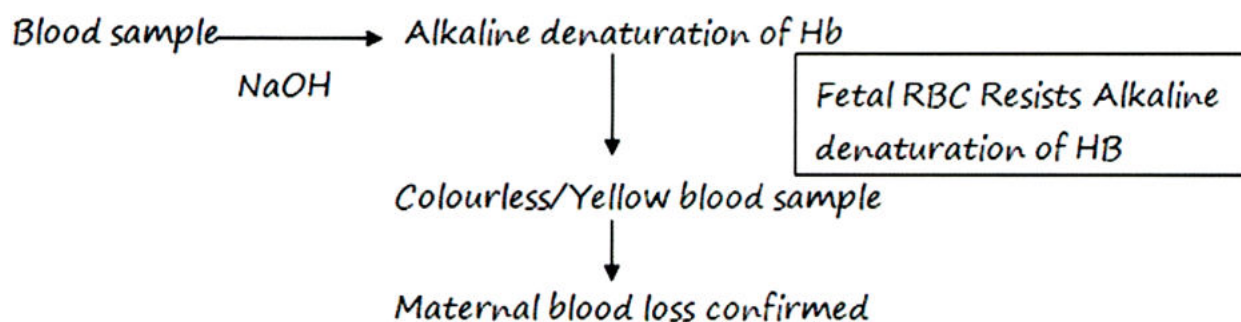 Blood sample
Alkaline denaturation of Hb
NaOH
Fetal RBC Resists Alkaline
denaturation of HB
Colourless/Yellow blood sample
Maternal blood loss confirmed